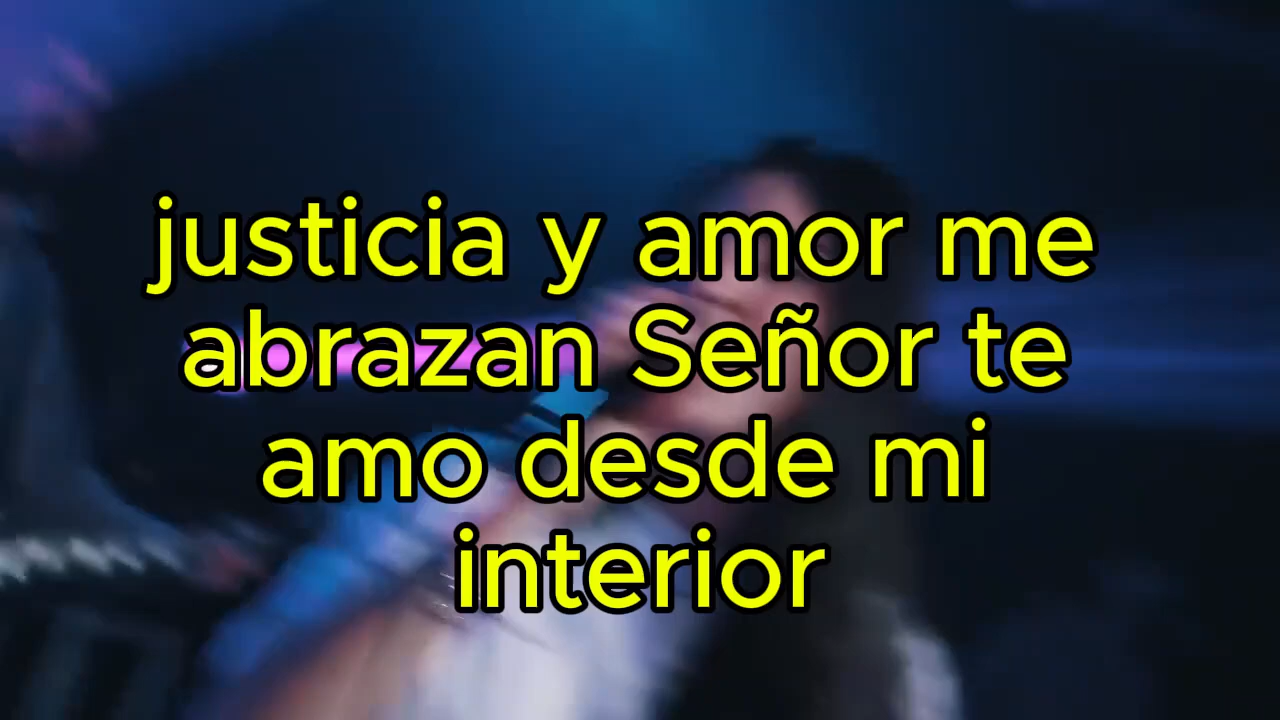 justicia y amor me
abrazan Señor te
amo desde mi
interior